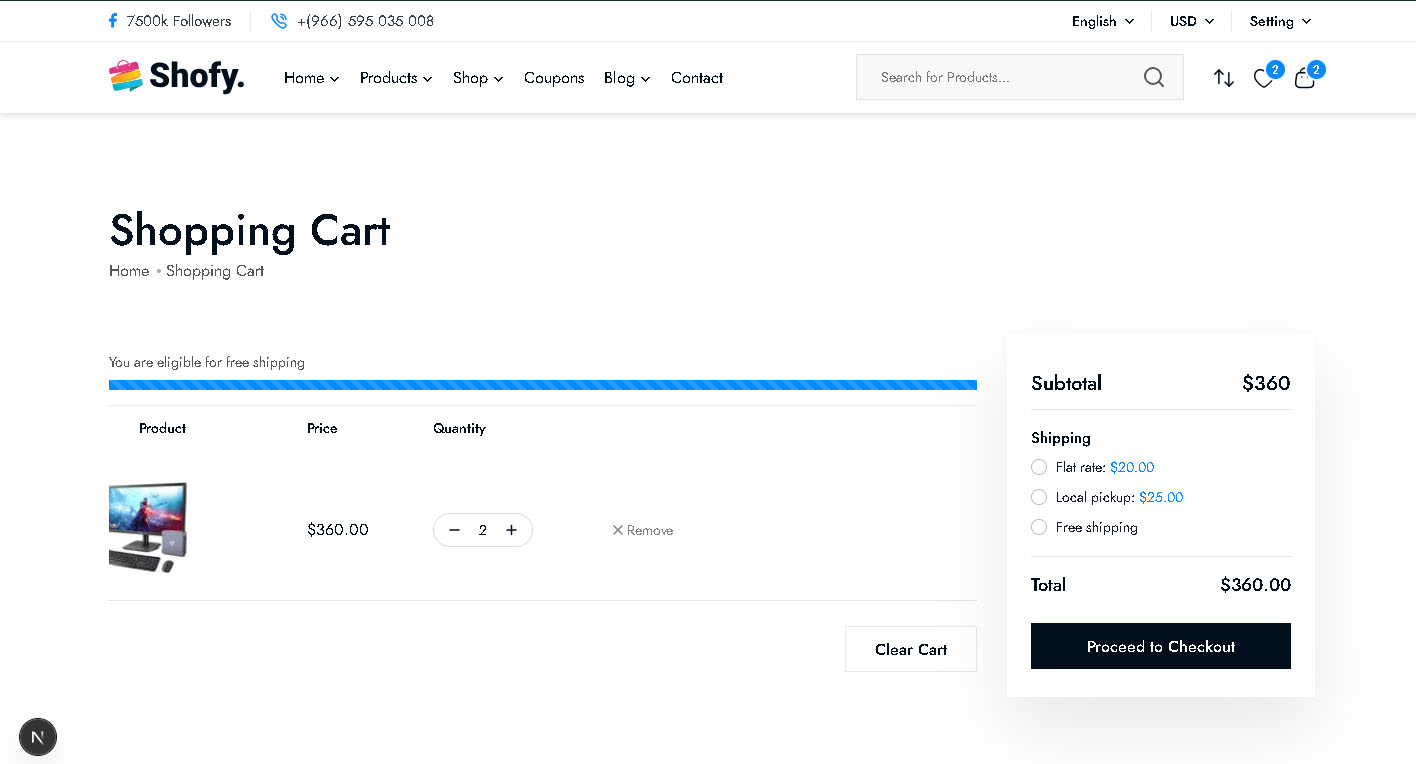 7500k Followers +(966) 595 035 008 English USD Setting
Shofy. Home Products Shop Coupons Blog Contact Search for Products... 2 2
Shopping Cart
Home • Shopping Cart
You are eligible for free shipping
Product Price Quantity
$360.00 − 2 + × Remove
Clear Cart
Subtotal $360
Shipping
Flat rate: $20.00
Local pickup: $25.00
Free shipping
Total $360.00
Proceed to Checkout
N